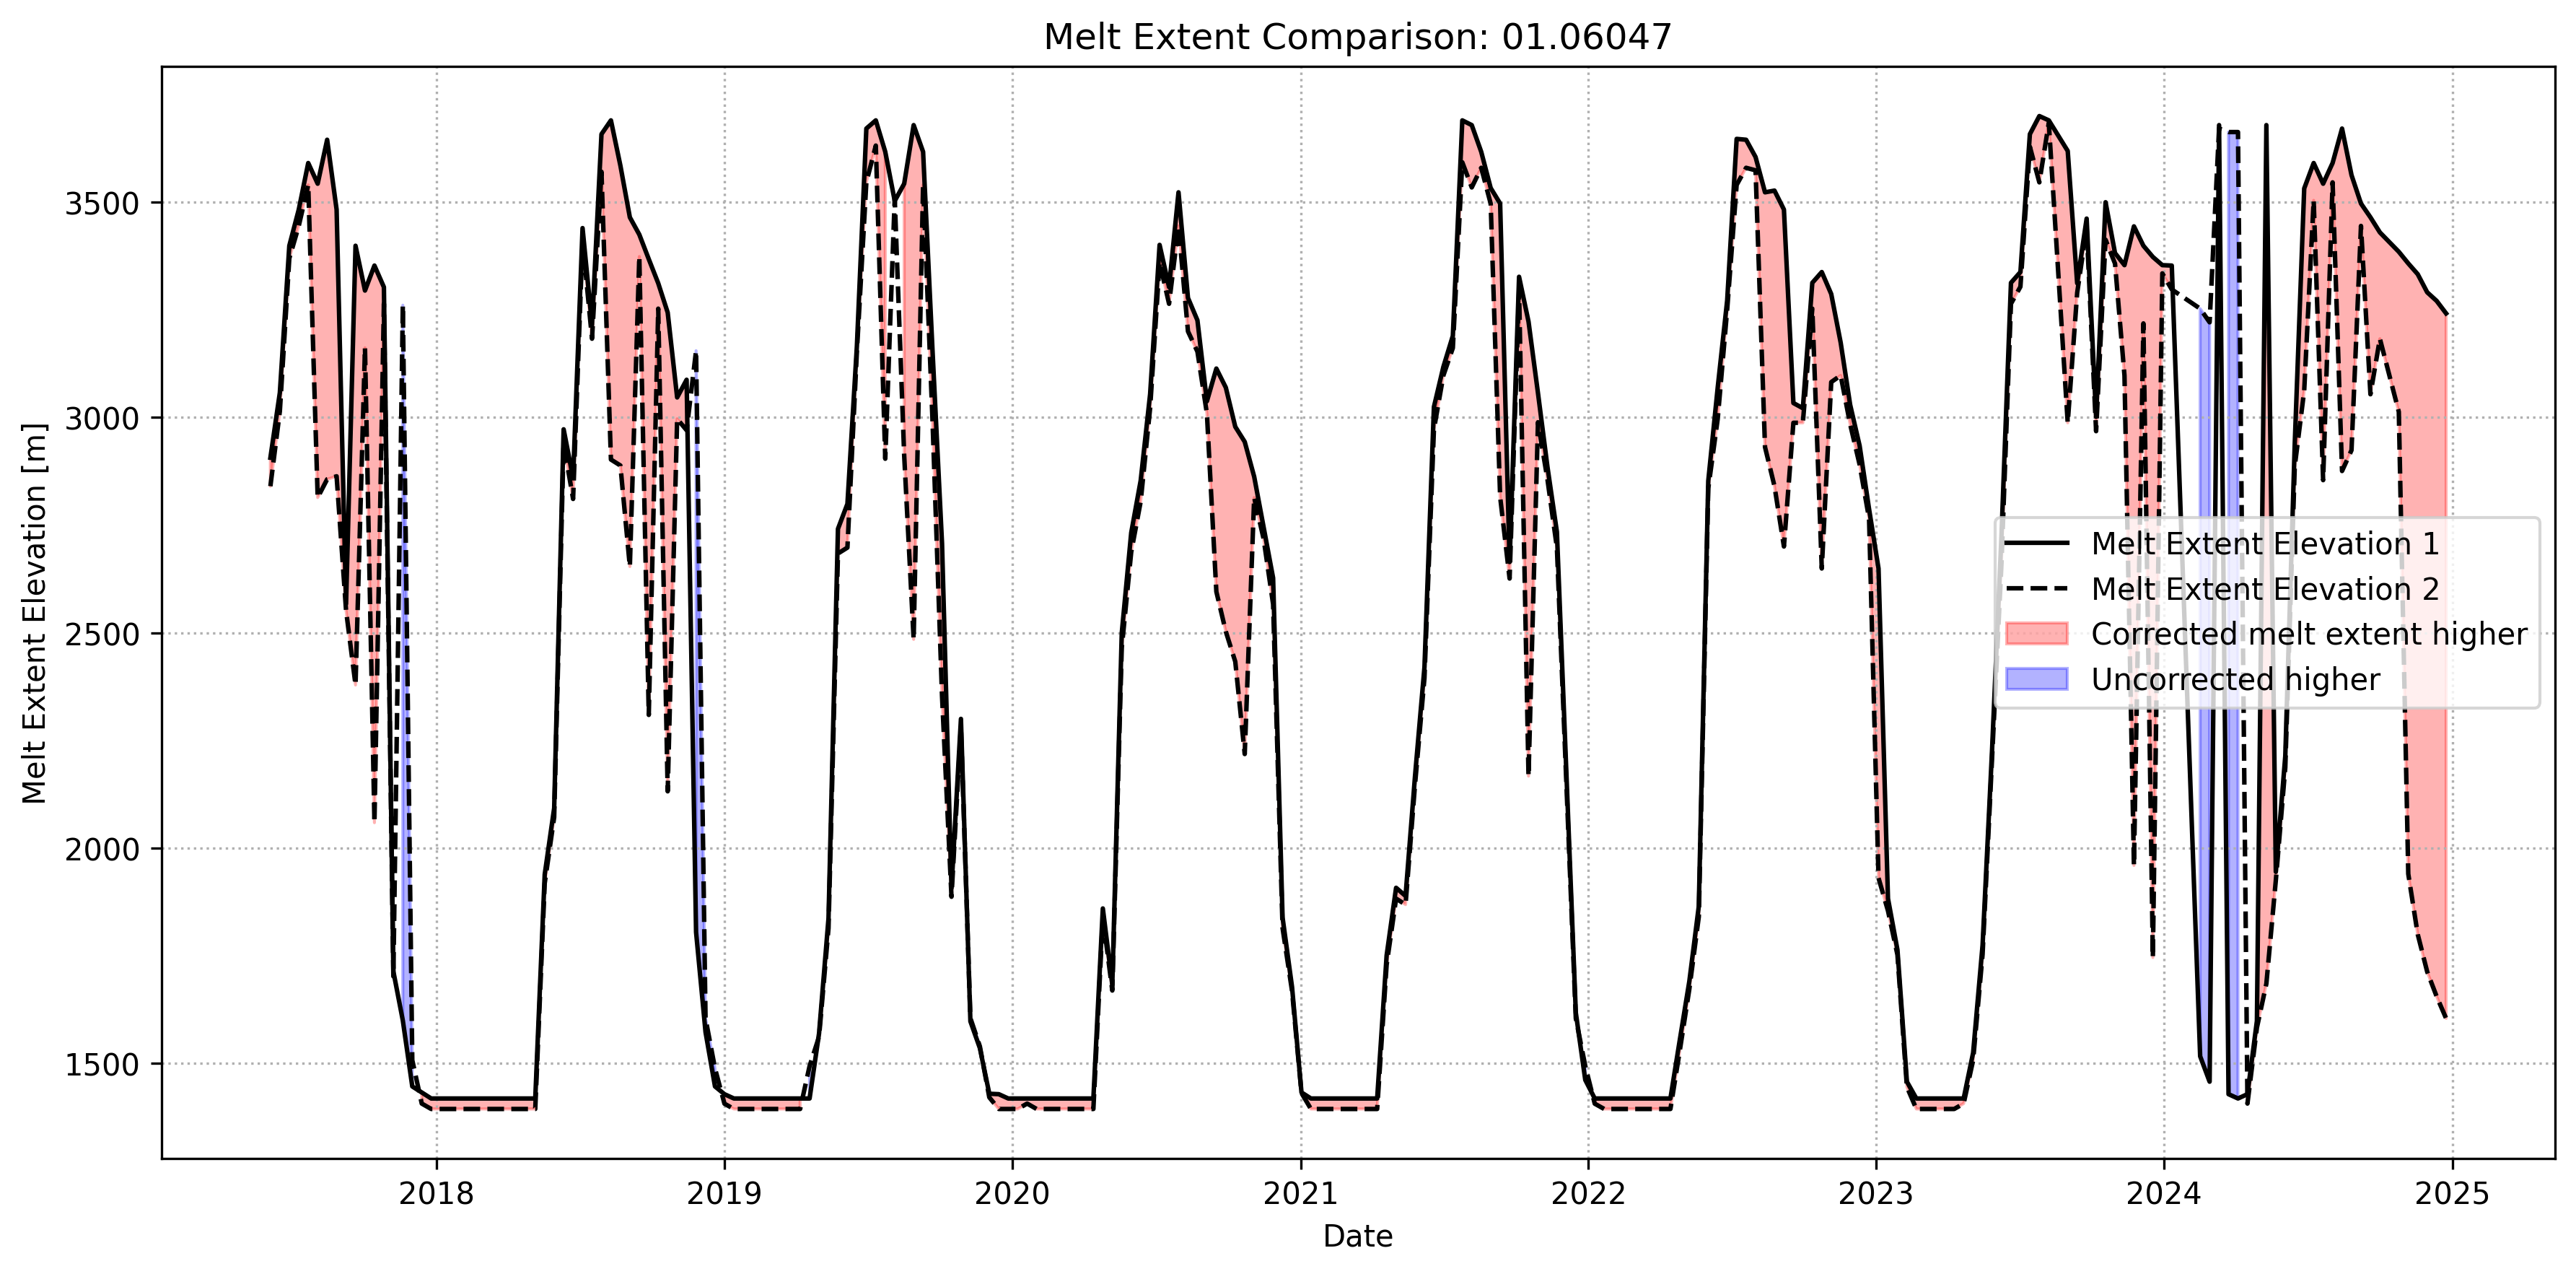 Melt Extent Comparison: 01.06047
Melt Extent Elevation [m]
3500
3000
2500
2000
1500
Melt Extent Elevation 1
Melt Extent Elevation 2
Corrected melt extent higher
Uncorrected higher
2018
2019
2020
2021
2022
2023
2024
2025
Date